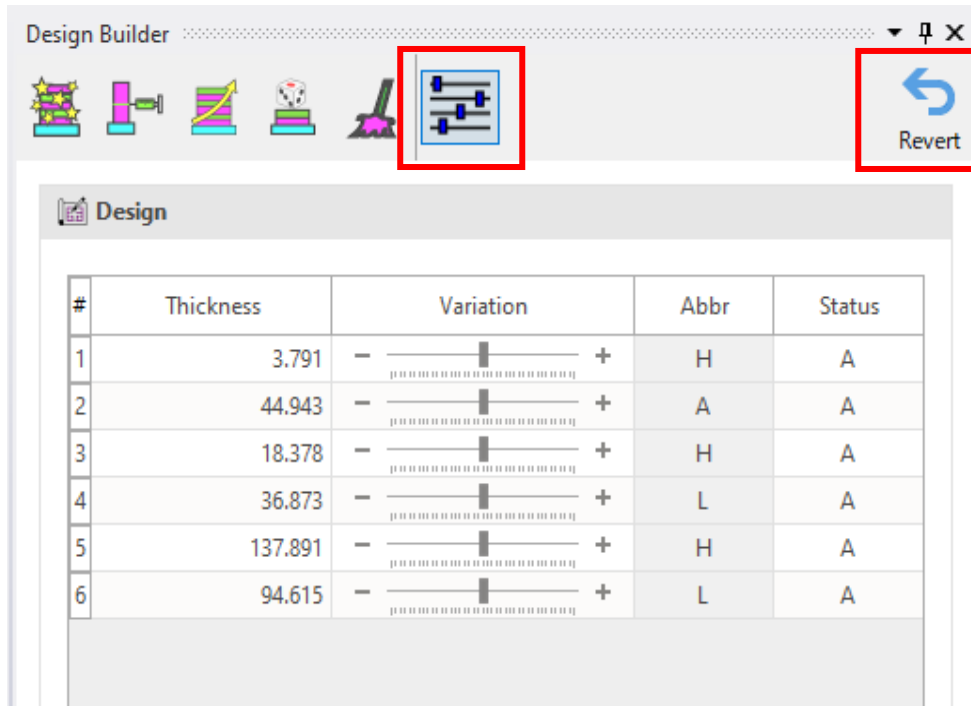 Design Builder
Revert
Design
# Thickness Variation Abbr Status
1 3.791 − + H A
2 44.943 − + A A
3 18.378 − + H A
4 36.873 − + L A
5 137.891 − + H A
6 94.615 − + L A